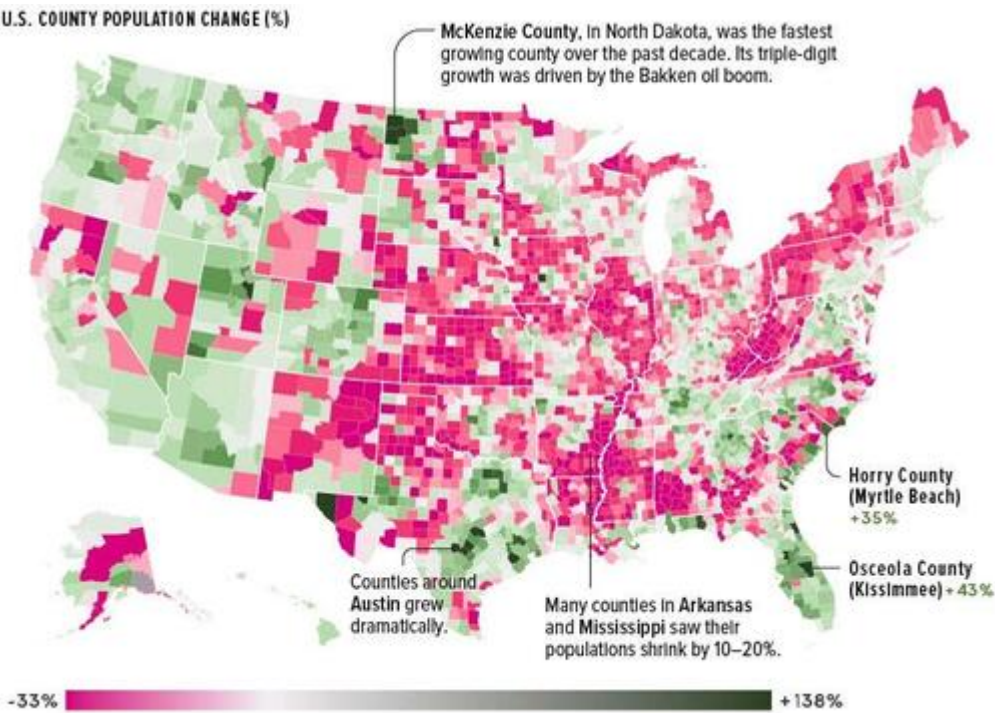 U.S. COUNTY POPULATION CHANGE (%)
McKenzie County, in North Dakota, was the fastest
growing county over the past decade. Its triple-digit
growth was driven by the Bakken oil boom.
Horry County
(Myrtle Beach)
+35%
Osceola County
(Kissimmee) +43%
Counties around
Austin grew
dramatically.
Many counties in Arkansas
and Mississippi saw their
populations shrink by 10–20%.
-33%
+138%